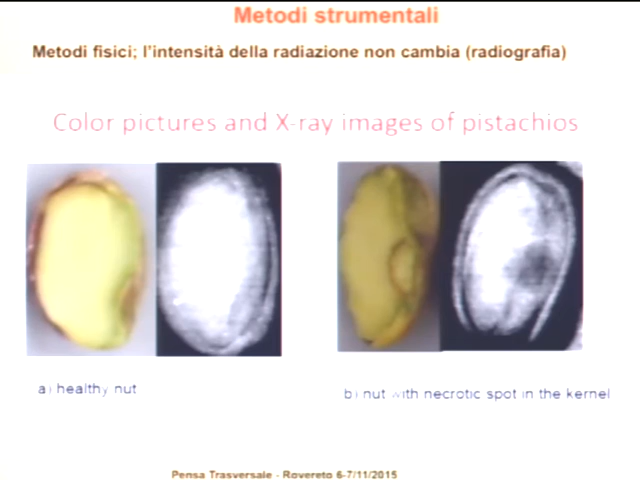 Metodi strumentali
Metodi fisici; l'intensità della radiazione non cambia (radiografia)
Color pictures and X-ray images of pistachios
a) healthy nut
b) nut with necrotic spot in the kernel
Pensa Trasversale - Rovereto 6-7/11/2015